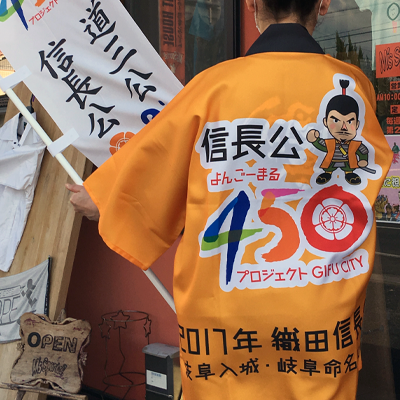 プロジェクト
道三公
信長公
信長公
よんごーまる
450
プロジェクト GIFU CITY
2017年 織田信長
岐阜入城・岐阜命名
OPEN